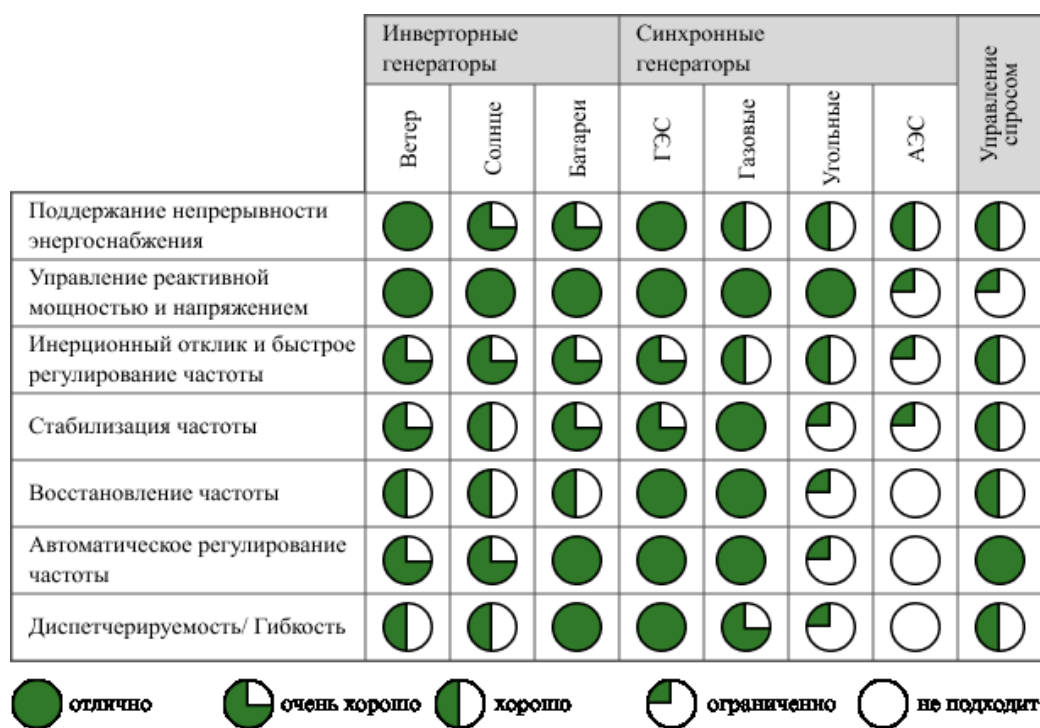 Инверторные
генераторы
Синхронные
генераторы
Управление
спросом
Ветер
Солнце
Батареи
ГЭС
Газовые
Угольные
АЭС
Поддержание непрерывности
энергоснабжения
Управление реактивной
мощностью и напряжением
Инерционный отклик и быстрое
регулирование частоты
Стабилизация частоты
Восстановление частоты
Автоматическое регулирование
частоты
Диспетчерируемость/ Гибкость
отлично
очень хорошо
хорошо
ограниченно
не подходит